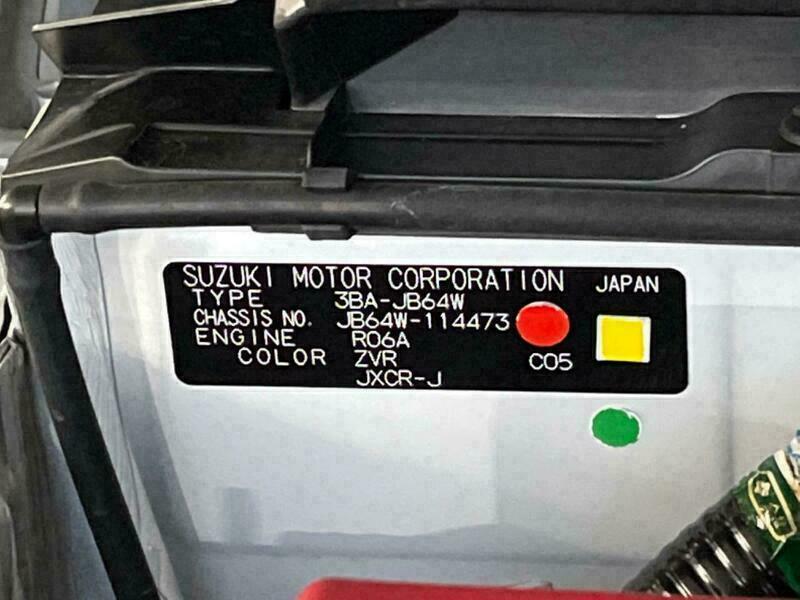 SUZUKI MOTOR CORPORATION JAPAN
TYPE 3BA-JB64W
CHASSIS NO. JB64W-114473
ENGINE R06A
COLOR ZVR C05
JXCR-J